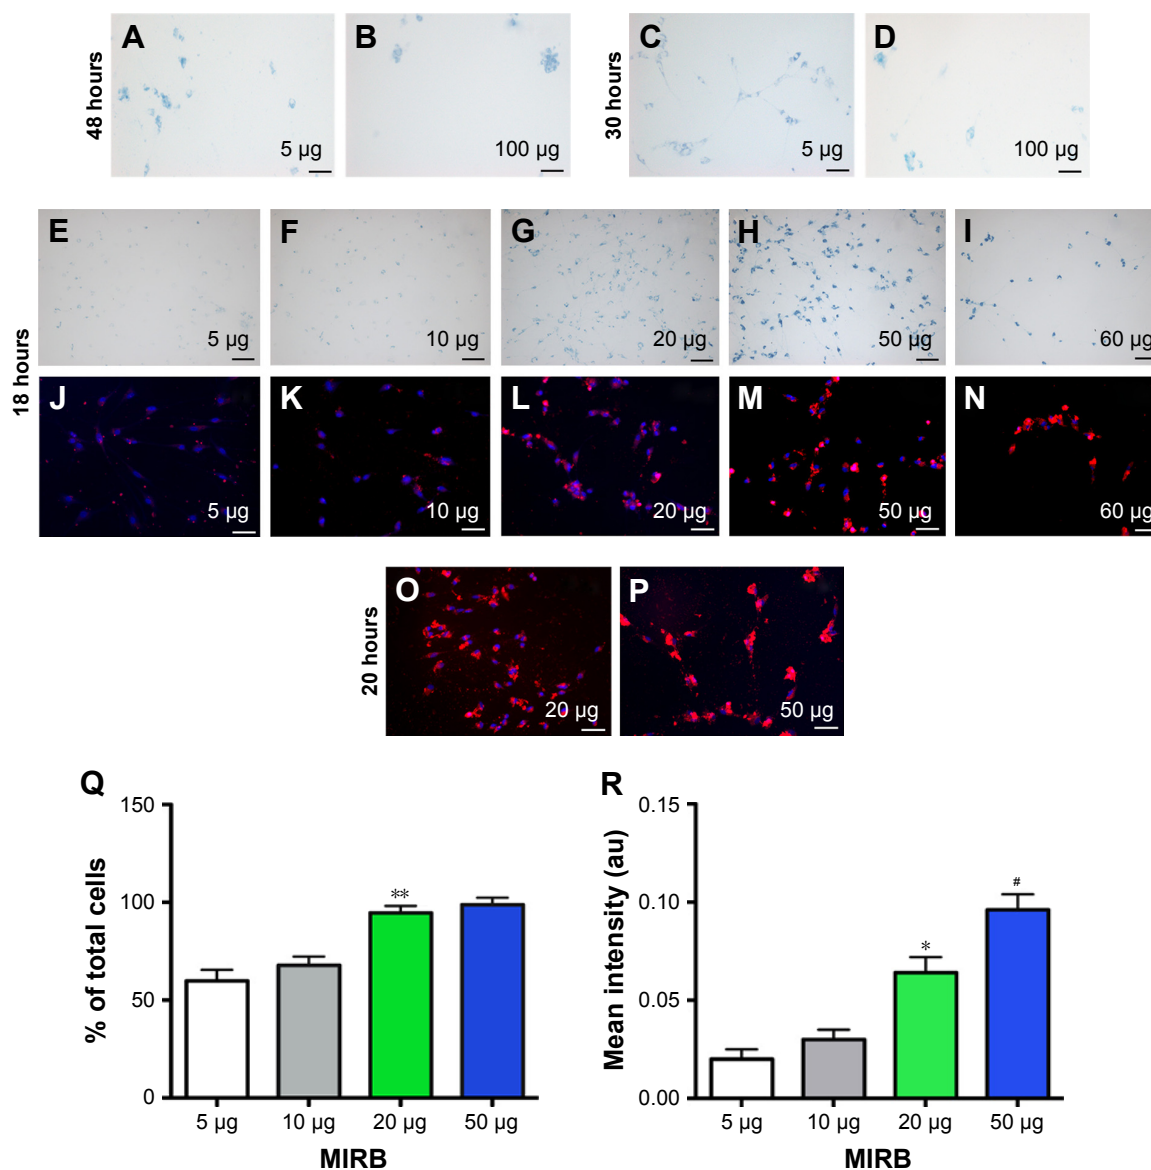 A B C D
48 hours 30 hours
5 µg 100 µg 5 µg 100 µg
E F G H I
18 hours
5 µg 10 µg 20 µg 50 µg 60 µg
J K L M N
5 µg 10 µg 20 µg 50 µg 60 µg
O P
20 hours
20 µg 50 µg
Q
150
100
50
0
% of total cells
**
5 µg 10 µg 20 µg 50 µg
MIRB
R
0.15
0.10
0.05
0.00
Mean intensity (au)
*
#
5 µg 10 µg 20 µg 50 µg
MIRB